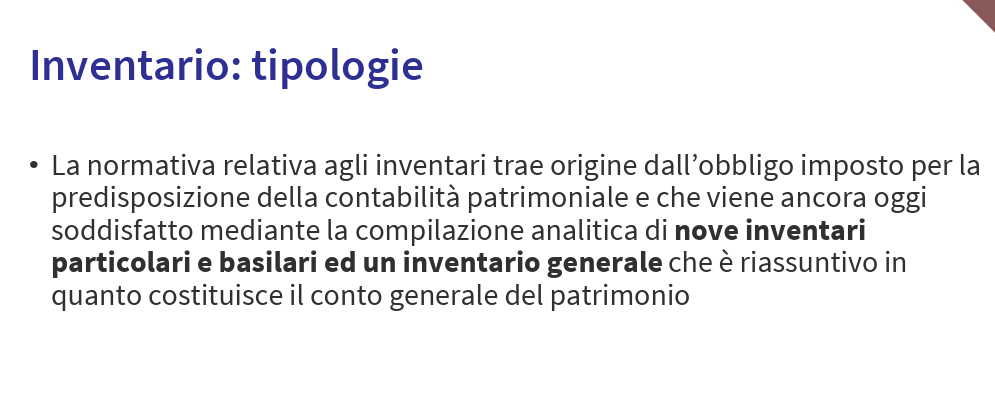 Inventario: tipologie
• La normativa relativa agli inventari trae origine dall’obbligo imposto per la
predisposizione della contabilità patrimoniale e che viene ancora oggi
soddisfatto mediante la compilazione analitica di nove inventari
particolari e basilari ed un inventario generale che è riassuntivo in
quanto costituisce il conto generale del patrimonio